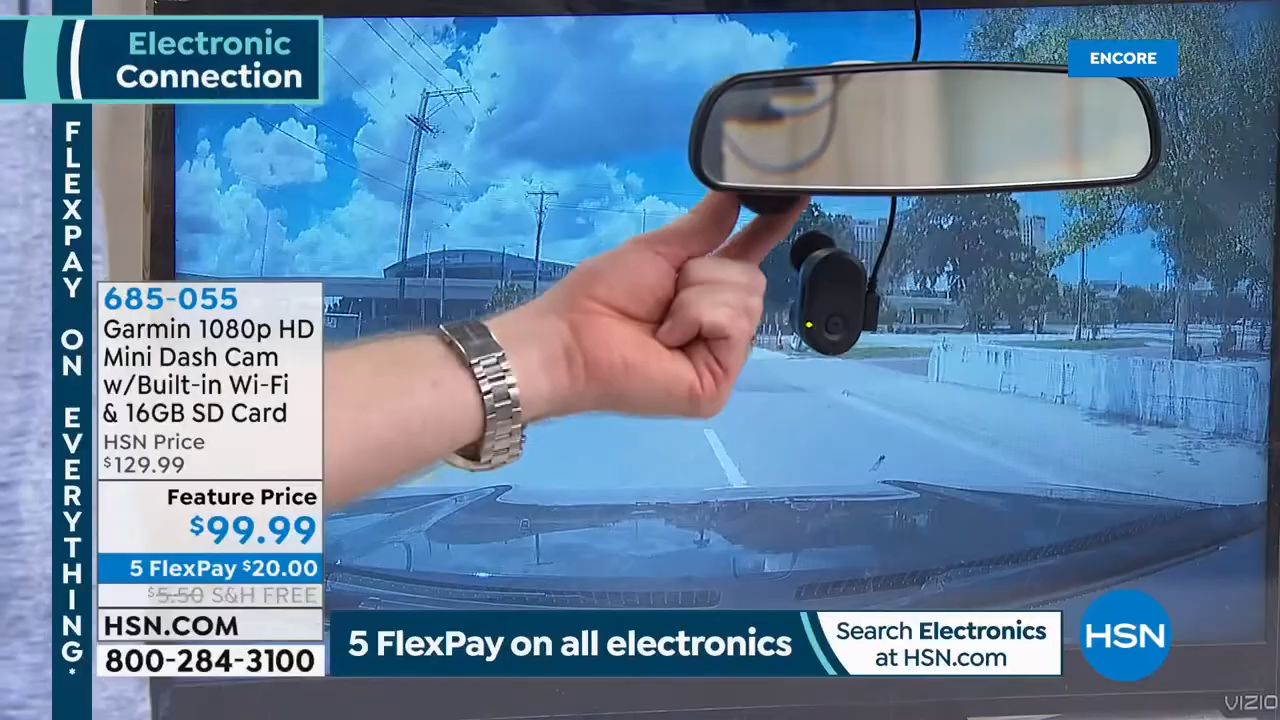 Electronic
Connection
ENCORE
FLEXPAY ON EVERYTHING*
685-055
Garmin 1080p HD
Mini Dash Cam
w/Built-in Wi-Fi
& 16GB SD Card
HSN Price
$129.99
Feature Price
$99.99
5 FlexPay $20.00
$5.50 S&H FREE
HSN.COM
800-284-3100
5 FlexPay on all electronics
Search Electronics
at HSN.com
HSN
VIZIO